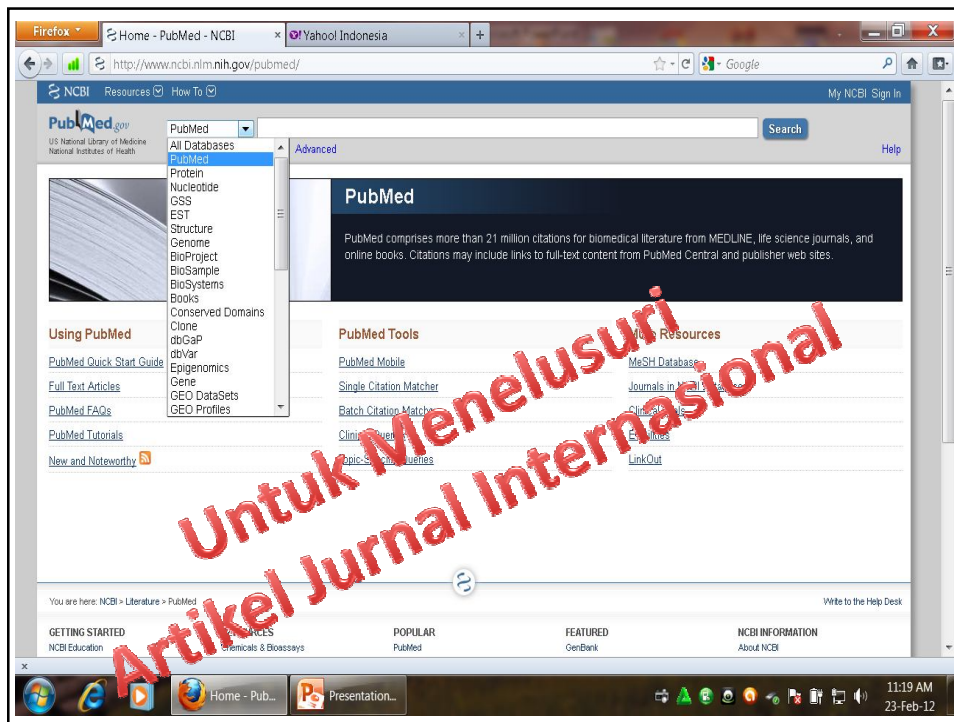 Firefox
Home - PubMed - NCBI
Yahoo! Indonesia
http://www.ncbi.nlm.nih.gov/pubmed/
Google
NCBI Resources How To
My NCBI Sign In
PubMed.gov
US National Library of Medicine
National Institutes of Health
PubMed
Search
Advanced
Help
All Databases
PubMed
Protein
Nucleotide
GSS
EST
Structure
Genome
BioProject
BioSample
BioSystems
Books
Conserved Domains
Clone
dbGaP
dbVar
Epigenomics
Gene
GEO DataSets
GEO Profiles
PubMed
PubMed comprises more than 21 million citations for biomedical literature from MEDLINE, life science journals, and
online books. Citations may include links to full-text content from PubMed Central and publisher web sites.
Using PubMed
PubMed Quick Start Guide
Full Text Articles
PubMed FAQs
PubMed Tutorials
New and Noteworthy
PubMed Tools
PubMed Mobile
Single Citation Matcher
Batch Citation
Queries
Resources
MeSH Database
Journals in
LinkOut
Untuk Menelusuri
Artikel Jurnal Internasional
You are here: NCBI > Literature > PubMed
Write to the Help Desk
GETTING STARTED
NCBI Education
Chemicals & Bioassays
POPULAR
PubMed
FEATURED
GenBank
NCBI INFORMATION
About NCBI
Home - Pub...
Presentation...
11:19 AM
23-Feb-12